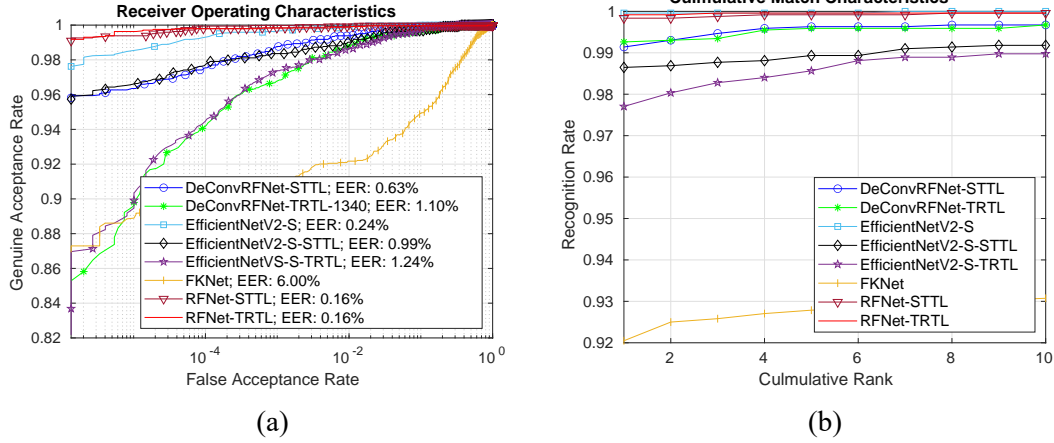 Receiver Operating Characteristics
Genuine Acceptance Rate
1
0.98
0.96
0.94
0.92
0.9
0.88
0.86
0.84
0.82
DeConvRFNet-STTL; EER: 0.63%
DeConvRFNet-TRTL-1340; EER: 1.10%
EfficientNetV2-S; EER: 0.24%
EfficientNetV2-S-STTL; EER: 0.99%
EfficientNetVS-S-TRTL; EER: 1.24%
FKNet; EER: 6.00%
RFNet-STTL; EER: 0.16%
RFNet-TRTL; EER: 0.16%
10-4
10-2
100
False Acceptance Rate
(a)
Culmulative Match Characteristics
Recognition Rate
1
0.99
0.98
0.97
0.96
0.95
0.94
0.93
0.92
DeConvRFNet-STTL
DeConvRFNet-TRTL
EfficientNetV2-S
EfficientNetV2-S-STTL
EfficientNetV2-S-TRTL
FKNet
RFNet-STTL
RFNet-TRTL
2
4
6
8
10
Culmulative Rank
(b)